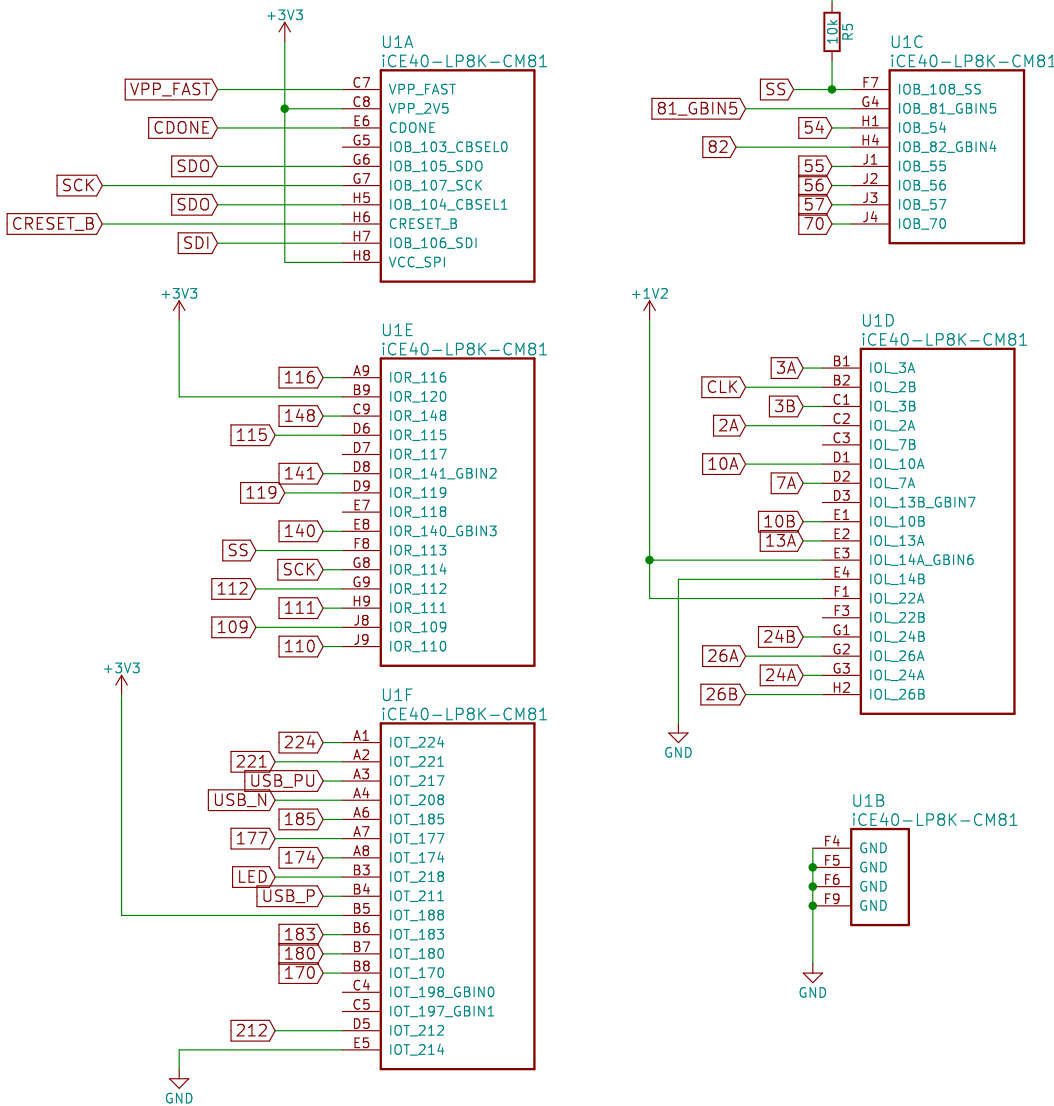 +3V3
U1A
iCE40-LP8K-CM81
VPP_FAST C7 VPP_FAST
C8 VPP_2V5
CDONE E6 CDONE
G5 IOB_103_CBSEL0
SDO G6 IOB_105_SDO
SCK G7 IOB_107_SCK
SDO H5 IOB_104_CBSEL1
CRESET_B H6 CRESET_B
SDI H7 IOB_106_SDI
H8 VCC_SPI
10k R5
U1C
iCE40-LP8K-CM81
SS F7 IOB_108_SS
81_GBIN5 G4 IOB_81_GBIN5
54 H1 IOB_54
82 H4 IOB_82_GBIN4
55 J1 IOB_55
56 J2 IOB_56
57 J3 IOB_57
70 J4 IOB_70
+3V3
U1E
iCE40-LP8K-CM81
116 A9 IOR_116
B9 IOR_120
148 C9 IOR_148
115 D6 IOR_115
D7 IOR_117
141 D8 IOR_141_GBIN2
119 D9 IOR_119
E7 IOR_118
140 E8 IOR_140_GBIN3
SS F8 IOR_113
SCK G8 IOR_114
112 G9 IOR_112
111 H9 IOR_111
109 J8 IOR_109
110 J9 IOR_110
+1V2
U1D
iCE40-LP8K-CM81
3A B1 IOL_3A
CLK B2 IOL_2B
3B C1 IOL_3B
2A C2 IOL_2A
C3 IOL_7B
10A D1 IOL_10A
7A D2 IOL_7A
D3 IOL_13B_GBIN7
10B E1 IOL_10B
13A E2 IOL_13A
E3 IOL_14A_GBIN6
E4 IOL_14B
F1 IOL_22A
F3 IOL_22B
24B G1 IOL_24B
26A G2 IOL_26A
24A G3 IOL_24A
26B H2 IOL_26B
GND
+3V3
U1F
iCE40-LP8K-CM81
224 A1 IOT_224
221 A2 IOT_221
USB_PU A3 IOT_217
USB_N A4 IOT_208
185 A6 IOT_185
177 A7 IOT_177
174 A8 IOT_174
LED B3 IOT_218
USB_P B4 IOT_211
B5 IOT_188
183 B6 IOT_183
180 B7 IOT_180
170 B8 IOT_170
C4 IOT_198_GBIN0
C5 IOT_197_GBIN1
212 D5 IOT_212
E5 IOT_214
GND
U1B
iCE40-LP8K-CM81
F4 GND
F5 GND
F6 GND
F9 GND
GND